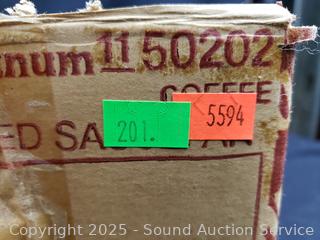 num 11 50202
COFFEE
201.
5594
ED SA
Copyright 2025 - Sound Auction Service